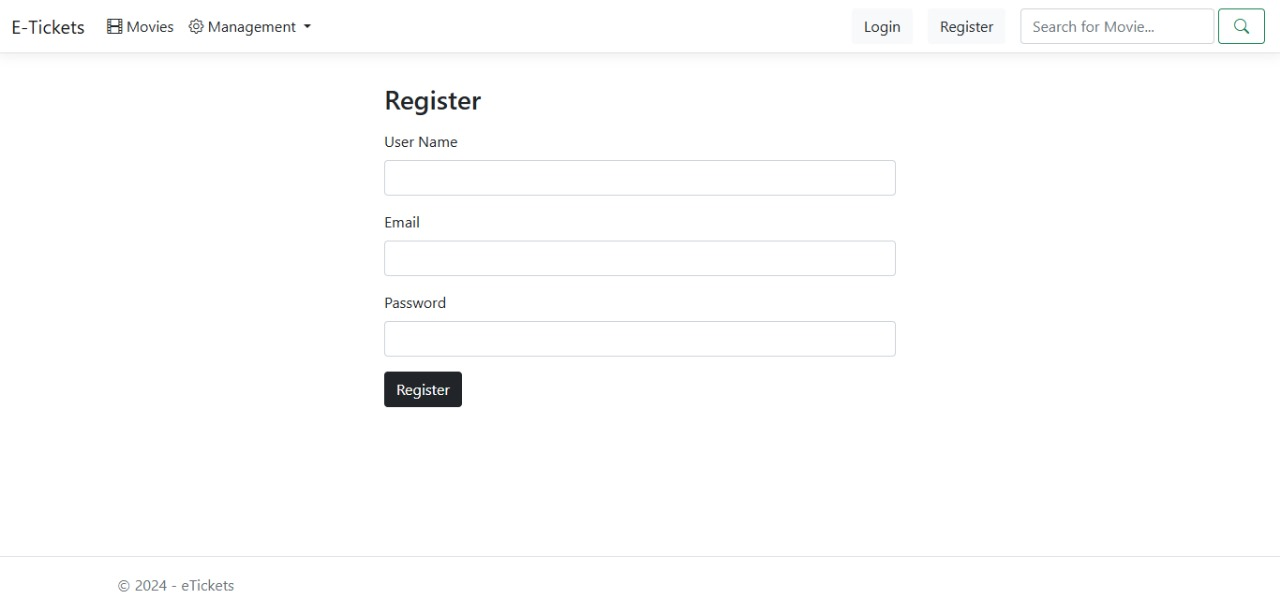 E-Tickets Movies Management Login Register Search for Movie...
Register
User Name
Email
Password
Register
© 2024 - eTickets